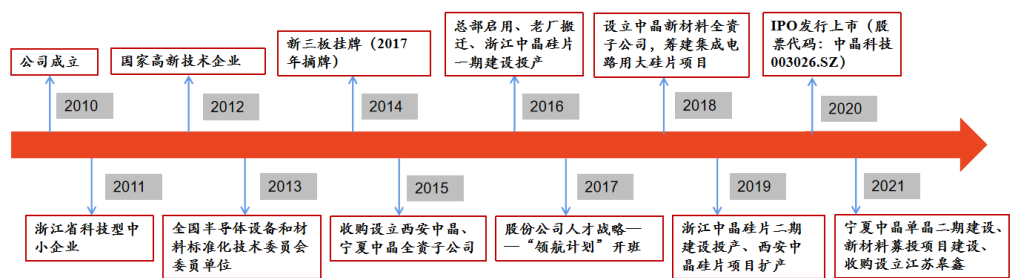 总部启用、老厂搬
迁、浙江中晶硅片
一期建设投产
设立中晶新材料全资
子公司，筹建集成电
路用大硅片项目
IPO发行上市（股
票代码：中晶科技
003026.SZ）
新三板挂牌（2017
年摘牌）
公司成立
国家高新技术企业
2010
2012
2014
2016
2018
2020
2011
2013
2015
2017
2019
2021
浙江省科技型中
小企业
全国半导体设备和材
料标准化技术委员会
委员单位
收购设立西安中晶、
宁夏中晶全资子公司
股份公司人才战略—
—“领航计划”开班
浙江中晶硅片二期
建设投产、西安中
晶硅片项目扩产
宁夏中晶单晶二期建设、
新材料募投项目建设、
收购设立江苏皋鑫